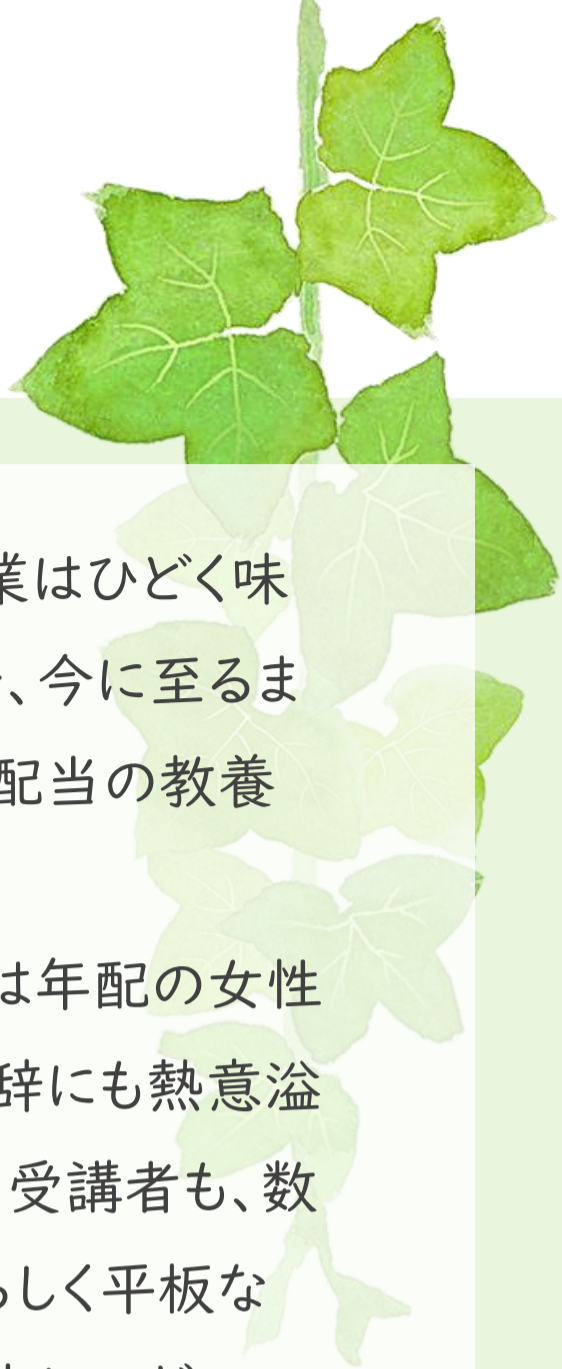 業はひどく味
、今に至るま
配当の教養
は年配の女性
辞にも熱意溢
受講者も、数
しく平板な